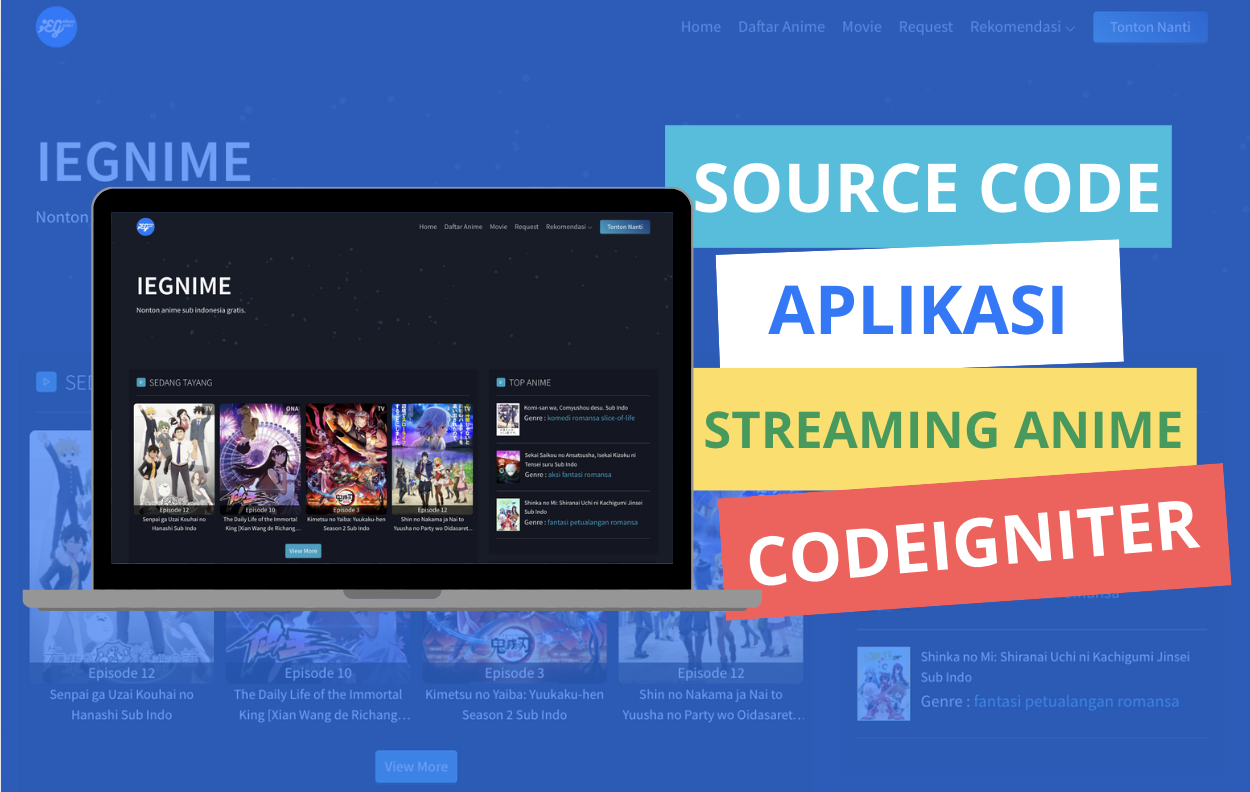 Home Daftar Anime Movie Request Rekomendasi Tonton Nanti
IEGNIME
Nonton
SOURCE CODE
APLIKASI
STREAMING ANIME
CODEIGNITER
Home Daftar Anime Movie Request Rekomendasi Tonton Nanti
IEGNIME
Nonton anime sub indonesia gratis.
SEDANG TAYANG
TV
ONA
TV
TV
Episode 12
Senpai ga Uzai Kouhai no
Hanashi Sub Indo
Episode 10
The Daily Life of the Immortal
King [Xian Wang de Richang...
Episode 3
Kimetsu no Yaiba: Yuukaku-hen
Season 2 Sub Indo
Episode 12
Shin no Nakama ja Nai to
Yuusha no Party wo Oidasaret...
View More
TOP ANIME
Komi-san wa, Comyushou desu. Sub Indo
Genre : komedi romansa slice-of-life
Sekai Saikou no Ansatsusha, Isekai Kizoku ni
Tensei suru Sub Indo
Genre : aksi fantasi romansa
Shinka no Mi: Shiranai Uchi ni Kachigumi Jinsei
Sub Indo
Genre : fantasi petualangan romansa
Episode 12
Senpai ga Uzai Kouhai no
Hanashi Sub Indo
Episode 10
The Daily Life of the Immortal
King [Xian Wang de Richang...
Episode 3
Kimetsu no Yaiba: Yuukaku-hen
Season 2 Sub Indo
Episode 12
Shin no Nakama ja Nai to
Yuusha no Party wo Oidasaret...
View More
Shinka no Mi: Shiranai Uchi ni Kachigumi Jinsei
Sub Indo
Genre : fantasi petualangan romansa